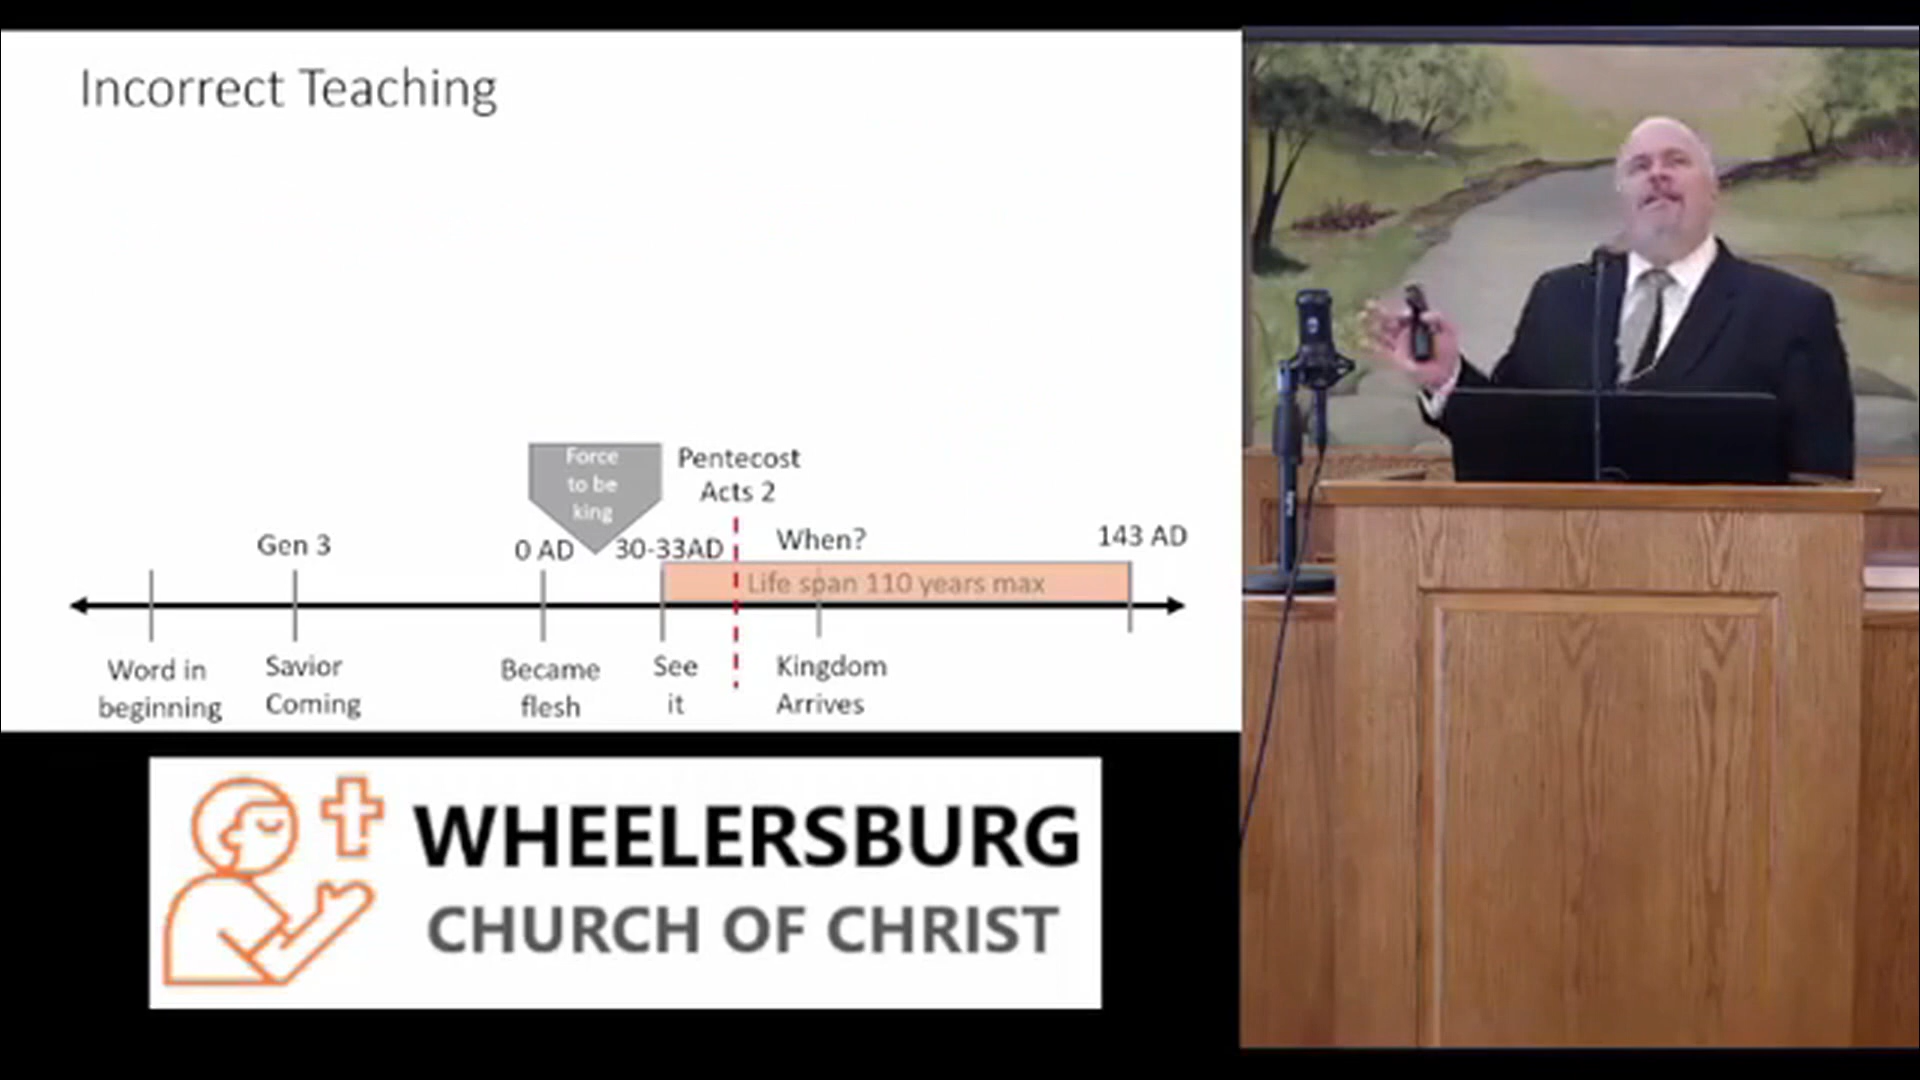 Incorrect Teaching
Force
to be
king
Pentecost
Acts 2
Gen 3
0 AD
30-33AD
When?
143 AD
Life span 110 years max
Word in
beginning
Savior
Coming
Became
flesh
See
it
Kingdom
Arrives
WHEELERSBURG
CHURCH OF CHRIST